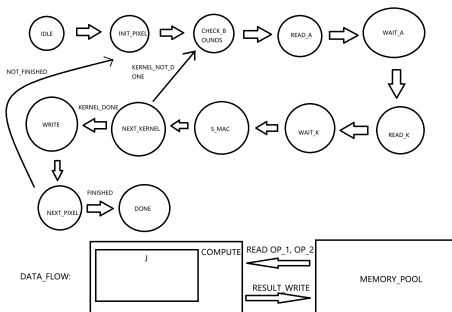 IDLE
INIT_PIXEL
CHECK_B
OUNDS
READ_A
WAIT_A
NOT_FINISHED
KERNEL_NOT_D
ONE
WRITE
KERNEL_DONE
NEXT_KERNEL
S_MAC
WAIT_K
READ_K
NEXT_PIXEL
FINISHED
DONE
DATA_FLOW:
J
COMPUTE
READ OP_1, OP_2
RESULT_WRITE
MEMORY_POOL